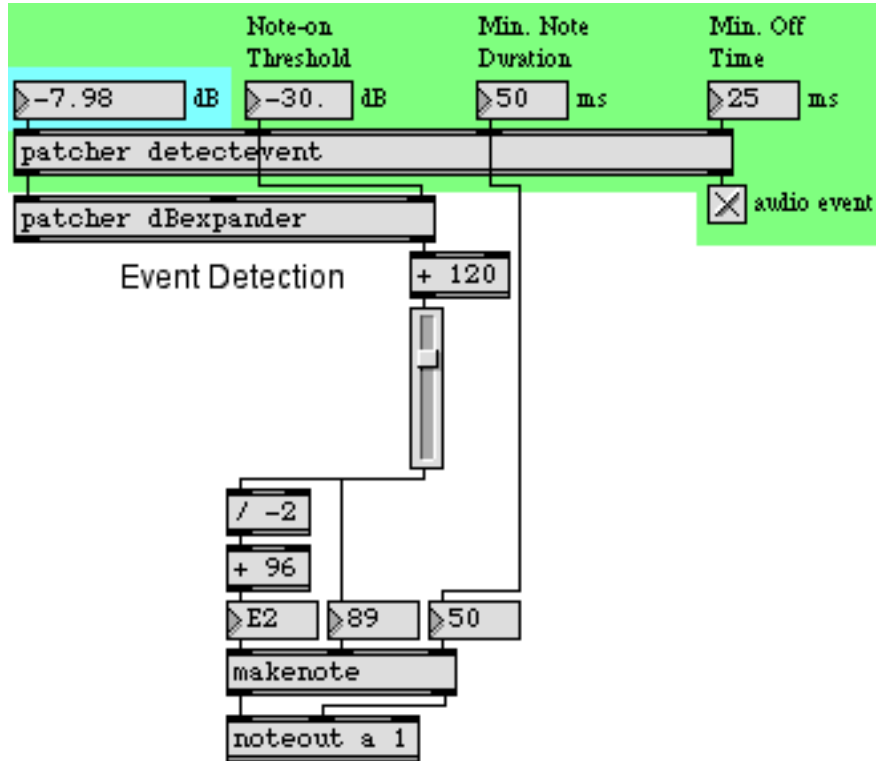 Note-on Threshold
Min. Note Duration
Min. Off Time
-7.98 dB
-30. dB
50 ms
25 ms
patcher detectevent
audio event
patcher dBexpander
Event Detection
+ 120
/ -2
+ 96
E2
89
50
makenote
noteout a 1